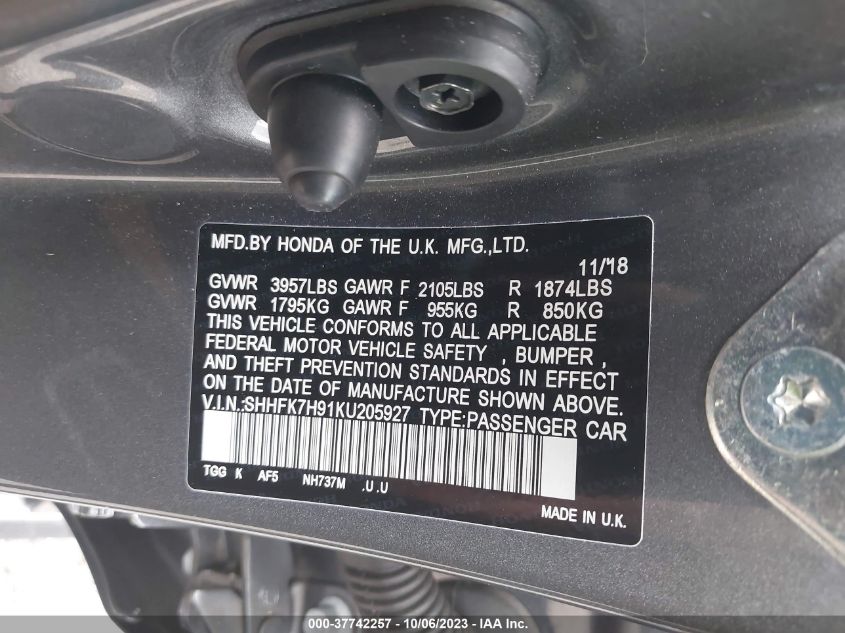 MFD.BY HONDA OF THE U.K. MFG.,LTD.
11/18
GVWR 3957LBS GAWR F 2105LBS R 1874LBS
GVWR 1795KG GAWR F 955KG R 850KG
THIS VEHICLE CONFORMS TO ALL APPLICABLE
FEDERAL MOTOR VEHICLE SAFETY , BUMPER ,
AND THEFT PREVENTION STANDARDS IN EFFECT
ON THE DATE OF MANUFACTURE SHOWN ABOVE.
V.I.N.:SHHFK7H91KU205927 TYPE:PASSENGER CAR
TGG K AF5 NH737M .U.U
MADE IN U.K.
000-37742257 - 10/06/2023 - IAA Inc.